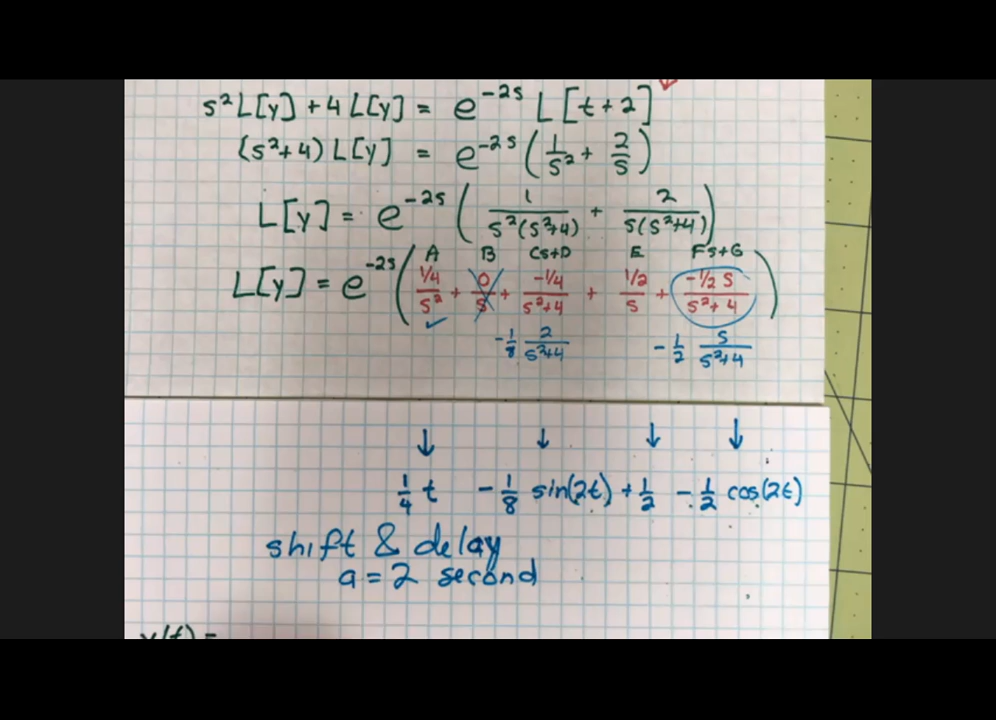 s²L[y] + 4L[y] = e^-2s L[t+2]
(s²+4)L[y] = e^-2s (1/s² + 2/s)
L[y] = e^-2s (1/s²(s²+4) + 2/s(s²+4))
A B Cs+D E Fs+G
L[y] = e^-2s (1/4/s² + 0/s + -1/4/s²+4 + 1/2/s + -1/2 s/s²+4)
-1/8 2/s²+4 -1/2 s/s²+4
↓ ↓ ↓ ↓
1/4 t - 1/8 sin(2t) + 1/2 - 1/2 cos(2t)
shift & delay
a = 2 second
y(t) =